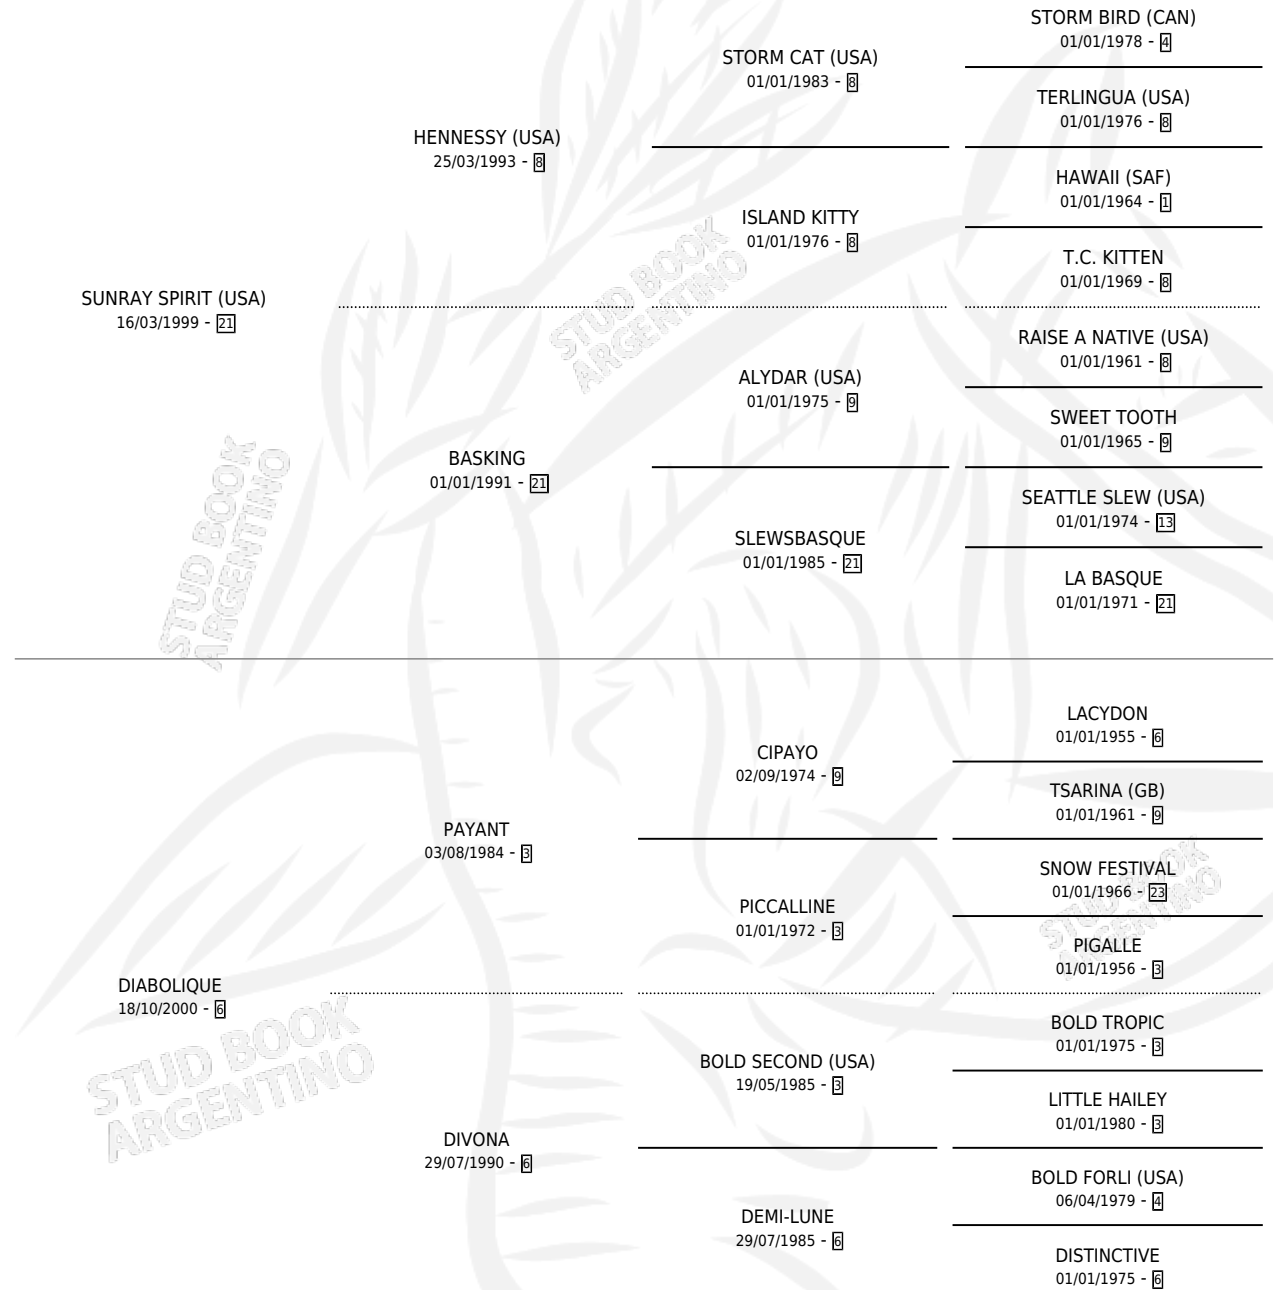 STORM BIRD (CAN)
01/01/1978 - 4
STORM CAT (USA)
01/01/1983 - 8
TERLINGUA (USA)
01/01/1976 - 8
HENNESSY (USA)
25/03/1993 - 8
HAWAII (SAF)
01/01/1964 - 1
ISLAND KITTY
01/01/1976 - 8
T.C. KITTEN
01/01/1969 - 8
SUNRAY SPIRIT (USA)
16/03/1999 - 21
RAISE A NATIVE (USA)
01/01/1961 - 8
ALYDAR (USA)
01/01/1975 - 9
SWEET TOOTH
01/01/1965 - 9
BASKING
01/01/1991 - 21
SEATTLE SLEW (USA)
01/01/1974 - 13
SLEWSBASQUE
01/01/1985 - 21
LA BASQUE
01/01/1971 - 21
LACYDON
01/01/1955 - 6
CIPAYO
02/09/1974 - 9
TSARINA (GB)
01/01/1961 - 9
PAYANT
03/08/1984 - 3
SNOW FESTIVAL
01/01/1966 - 23
PICCALLINE
01/01/1972 - 3
PIGALLE
01/01/1956 - 3
DIABOLIQUE
18/10/2000 - 6
BOLD TROPIC
01/01/1975 - 3
BOLD SECOND (USA)
19/05/1985 - 3
LITTLE HAILEY
01/01/1980 - 3
DIVONA
29/07/1990 - 6
BOLD FORLI (USA)
06/04/1979 - 4
DEMI-LUNE
29/07/1985 - 6
DISTINCTIVE
01/01/1975 - 6
STUD BOOK
ARGENTINO
STUD BOOK
ARGENTINO
STUD BOOK
ARGENTINO
STUD BOOK
ARGENTINO